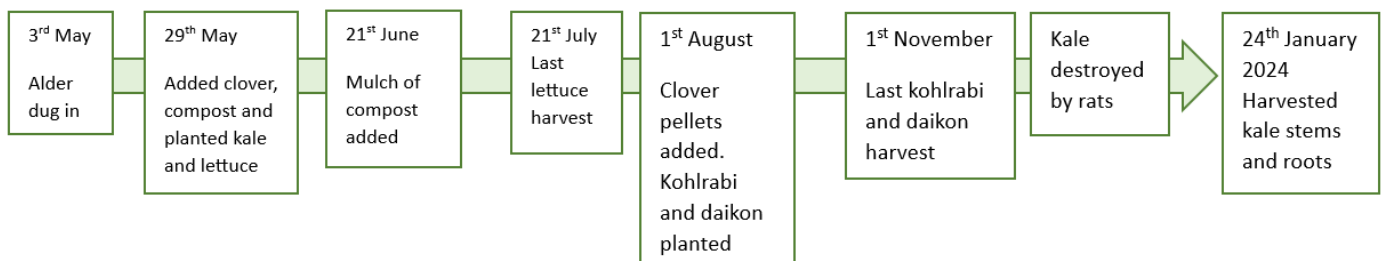 3rd May
Alder
dug in
29th May
Added clover,
compost and
planted kale
and lettuce
21st June
Mulch of
compost
added
21st July
Last
lettuce
harvest
1st August
Clover
pellets
added.
Kohlrabi
and daikon
planted
1st November
Last kohlrabi
and daikon
harvest
Kale
destroyed
by rats
24th January
2024
Harvested
kale stems
and roots